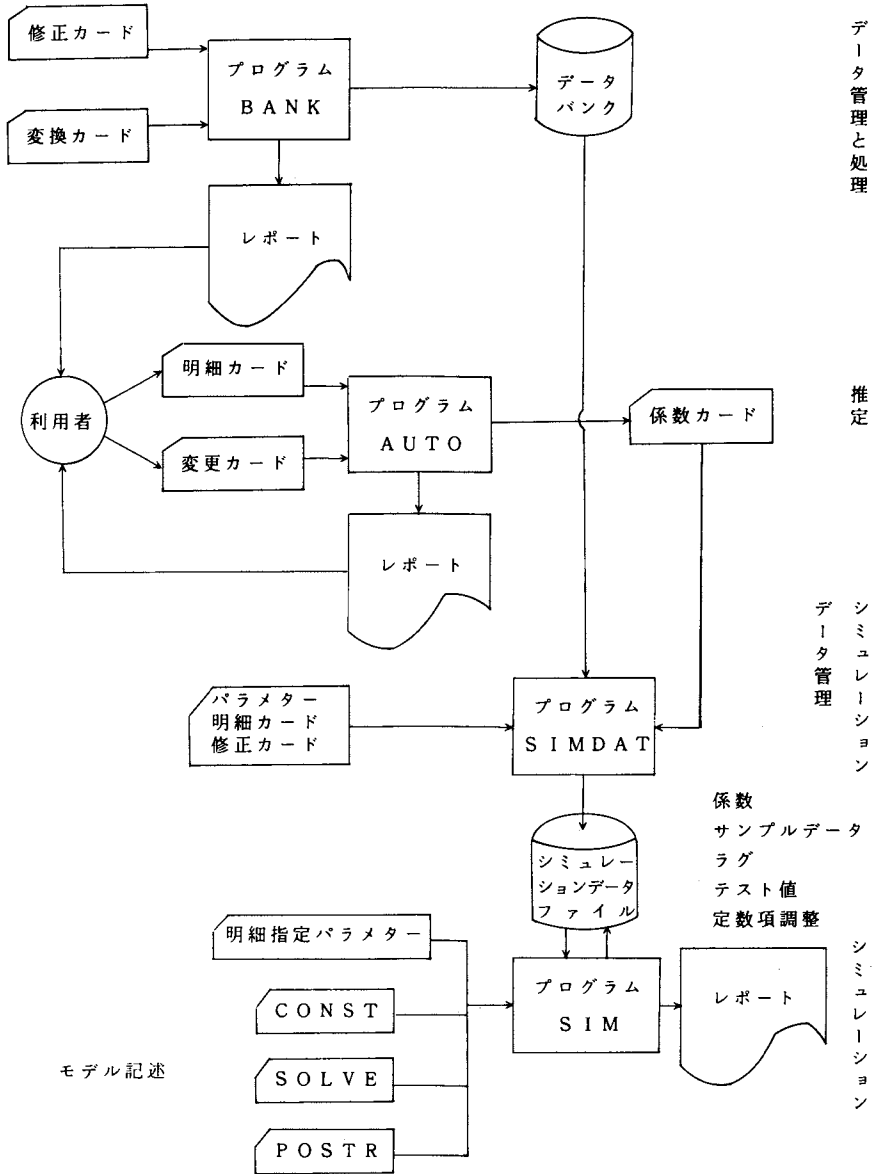 修正カード
変換カード
プログラム
BANK
データ
バンク
データ管理と処理
レポート
利用者
明細カード
変更カード
プログラム
AUTO
係数カード
推定
レポート
シミュレーション
データ管理
パラメター
明細カード
修正カード
プログラム
SIMDAT
シミュレー
ションデータ
ファイル
係数
サンプルデータ
ラグ
テスト値
定数項調整
明細指定パラメター
CONST
SOLVE
POSTR
モデル記述
プログラム
SIM
レポート
シミュレーション